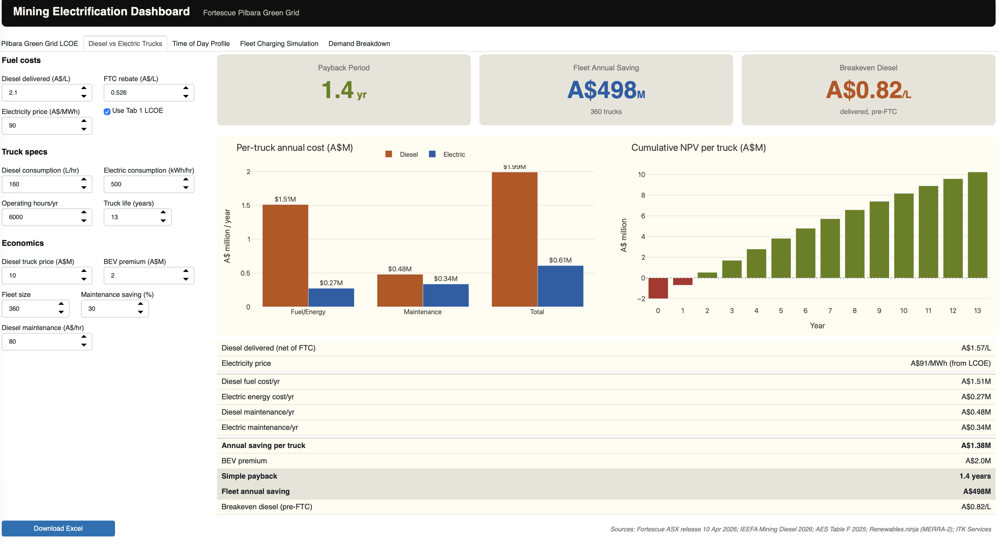 Mining Electrification Dashboard Fortescue Pilbara Green Grid
Pilbara Green Grid LCOE Diesel vs Electric Trucks Time of Day Profile Fleet Charging Simulation Demand Breakdown
Fuel costs
Diesel delivered (A$/L) FTC rebate (A$/L)
2.1 0.526
Electricity price (A$/MWh) Use Tab 1 LCOE
90
Truck specs
Diesel consumption (L/hr) Electric consumption (kWh/hr)
160 500
Operating hours/yr Truck life (years)
6000 13
Economics
Diesel truck price (A$M) BEV premium (A$M)
10 2
Fleet size Maintenance saving (%)
360 30
Diesel maintenance (A$/hr)
80
Download Excel
Payback Period
1.4 yr
Fleet Annual Saving
A$498M
360 trucks
Breakeven Diesel
A$0.82/L
delivered, pre-FTC
Per-truck annual cost (A$M)
Diesel Electric
A$ million / year
2
1.5
1
0.5
0
$1.51M
$0.27M
$0.48M
$0.34M
$1.99M
$0.61M
Fuel/Energy Maintenance Total
Cumulative NPV per truck (A$M)
A$ million
10
8
6
4
2
0
−2
0 1 2 3 4 5 6 7 8 9 10 11 12 13
Year
Diesel delivered (net of FTC) A$1.57/L
Electricity price A$91/MWh (from LCOE)
Diesel fuel cost/yr A$1.51M
Electric energy cost/yr A$0.27M
Diesel maintenance/yr A$0.48M
Electric maintenance/yr A$0.34M
Annual saving per truck A$1.38M
BEV premium A$2.0M
Simple payback 1.4 years
Fleet annual saving A$498M
Breakeven diesel (pre-FTC) A$0.82/L
Sources: Fortescue ASX release 10 Apr 2026; IEEFA Mining Diesel 2026; AES Table F 2025; Renewables.ninja (MERRA-2); ITK Services